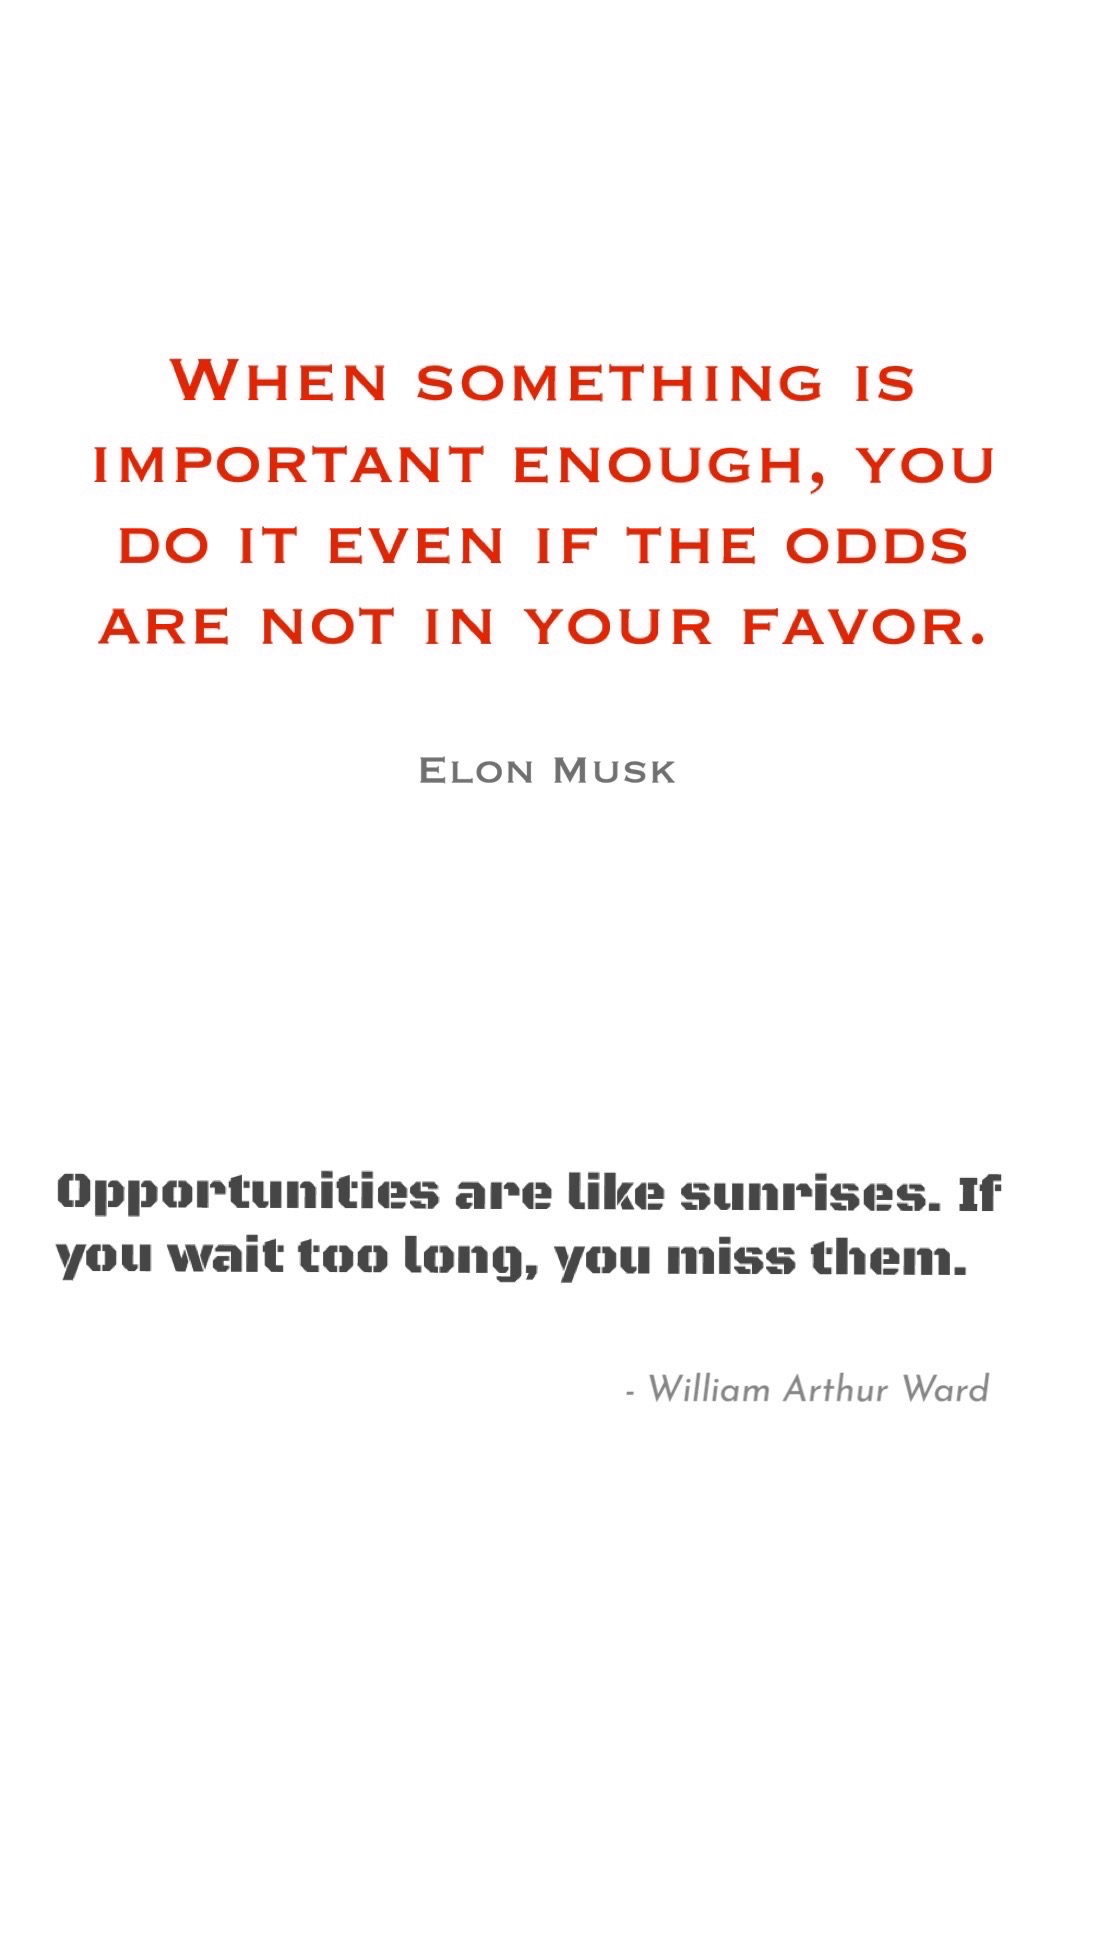 When something is
important enough, you
do it even if the odds
are not in your favor.
Elon Musk
Opportunities are like sunrises. If
you wait too long, you miss them.
- William Arthur Ward